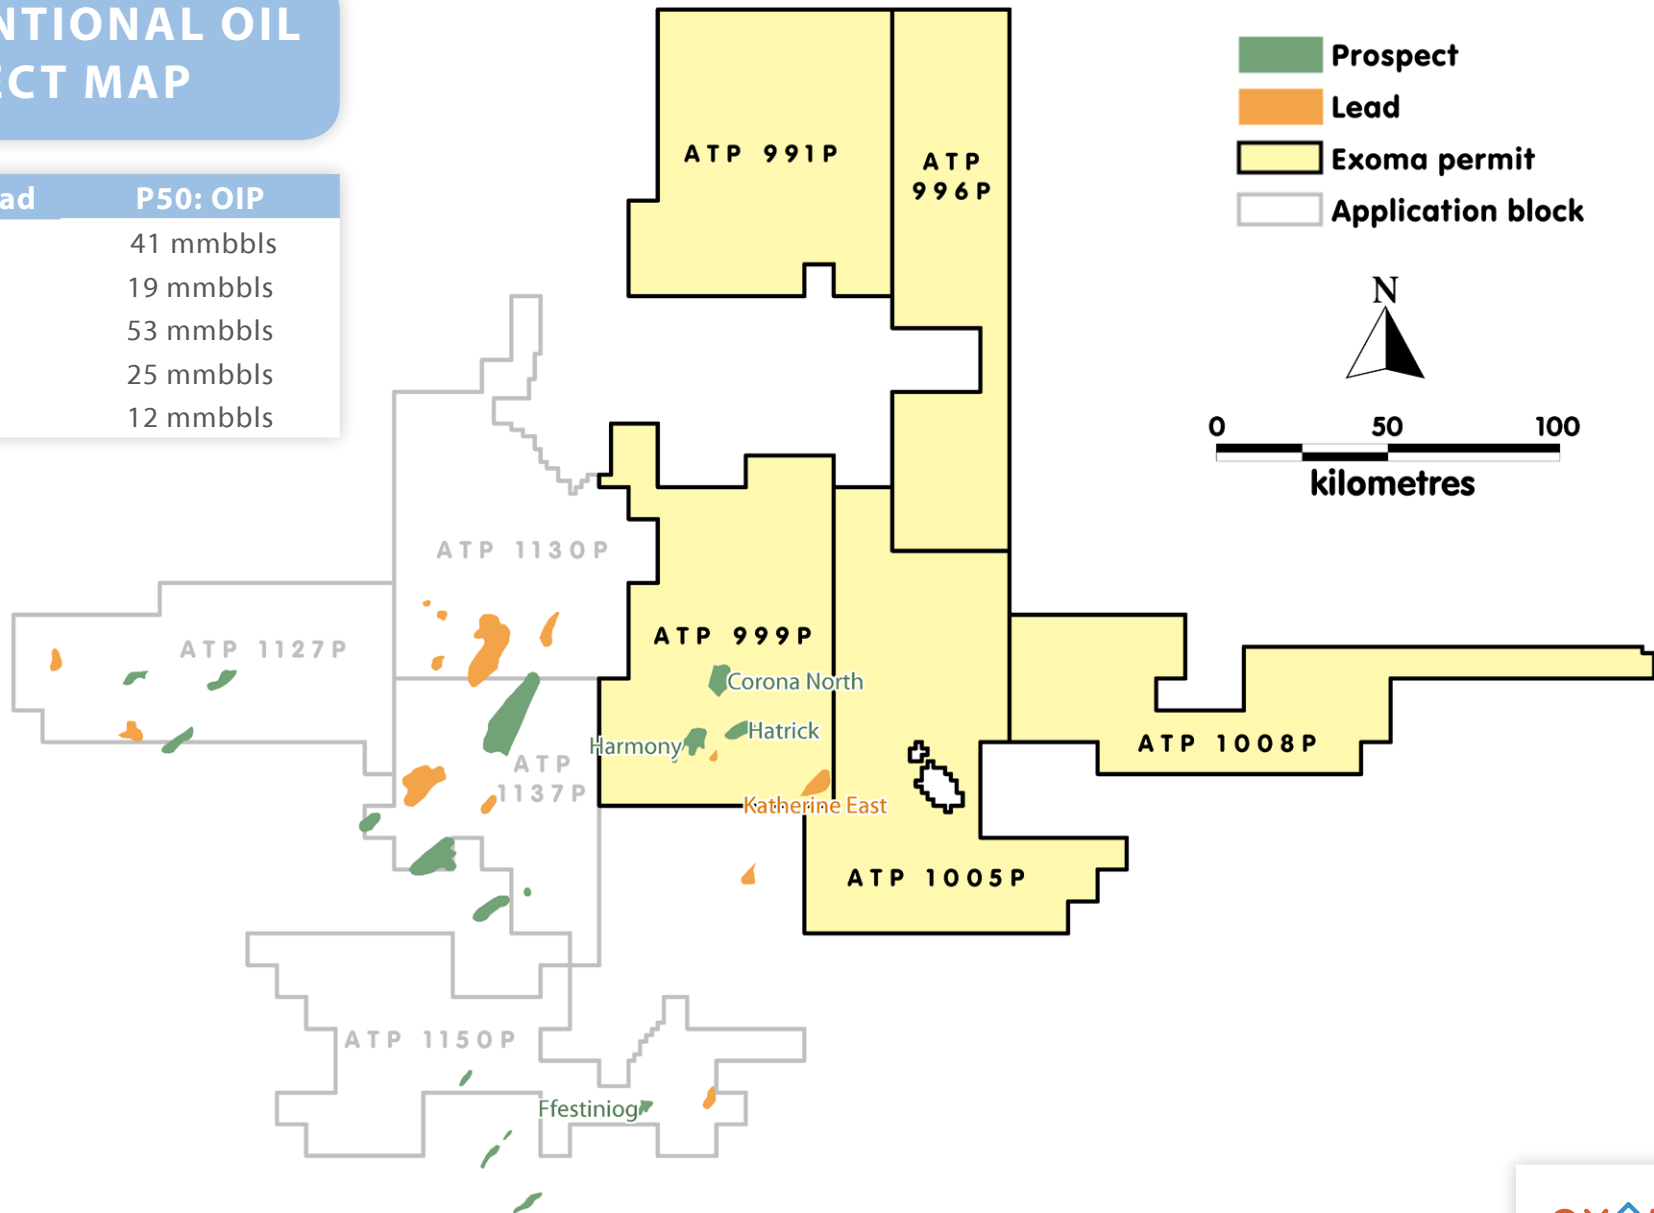 NTIONAL OIL
ECT MAP
ad P50: OIP
41 mmbbls
19 mmbbls
53 mmbbls
25 mmbbls
12 mmbbls
Prospect
Lead
Exoma permit
Application block
N
0 50 100
kilometres
ATP 991P
ATP
996P
ATP 1130P
ATP 1127P
ATP 999P
Corona North
Hatrick
Harmony
ATP
1137P
Katherine East
ATP 1008P
ATP 1005P
ATP 1150P
Ffestiniog